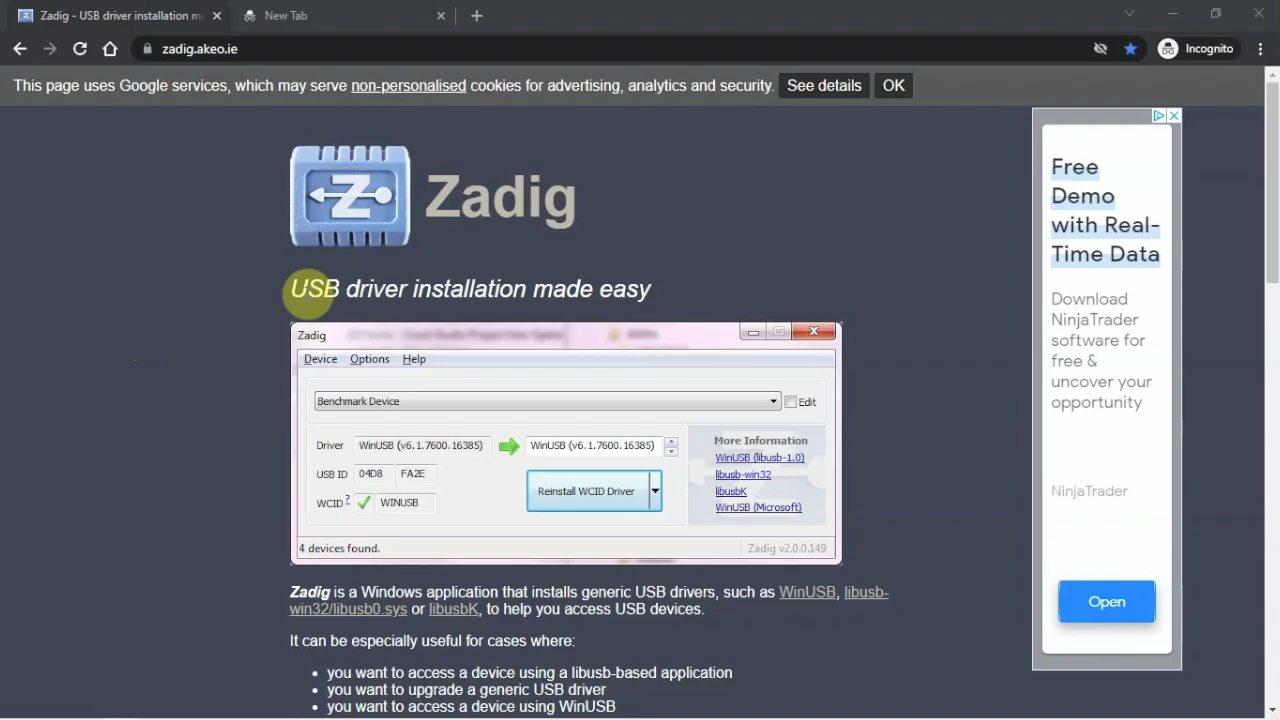 Zadig - USB driver installation m
New Tab
zadig.akeo.ie
Incognito
This page uses Google services, which may serve non-personalised cookies for advertising, analytics and security.
See details
OK
Zadig
USB driver installation made easy
Zadig
Device Options Help
Benchmark Device
Edit
Driver WinUSB (v6.1.7600.16385) WinUSB (v6.1.7600.16385)
USB ID 04D8 FA2E
WCID ? WINUSB
Reinstall WCID Driver
More Information
WinUSB (libusb-1.0)
libusb-win32
libusbK
WinUSB (Microsoft)
4 devices found.
Zadig v2.0.0.149
Zadig is a Windows application that installs generic USB drivers, such as WinUSB, libusb-
win32/libusb0.sys or libusbK, to help you access USB devices.
It can be especially useful for cases where:
• you want to access a device using a libusb-based application
• you want to upgrade a generic USB driver
• you want to access a device using WinUSB
Free
Demo
with Real-
Time Data
Download
NinjaTrader
software for
free &
uncover your
opportunity
NinjaTrader
Open